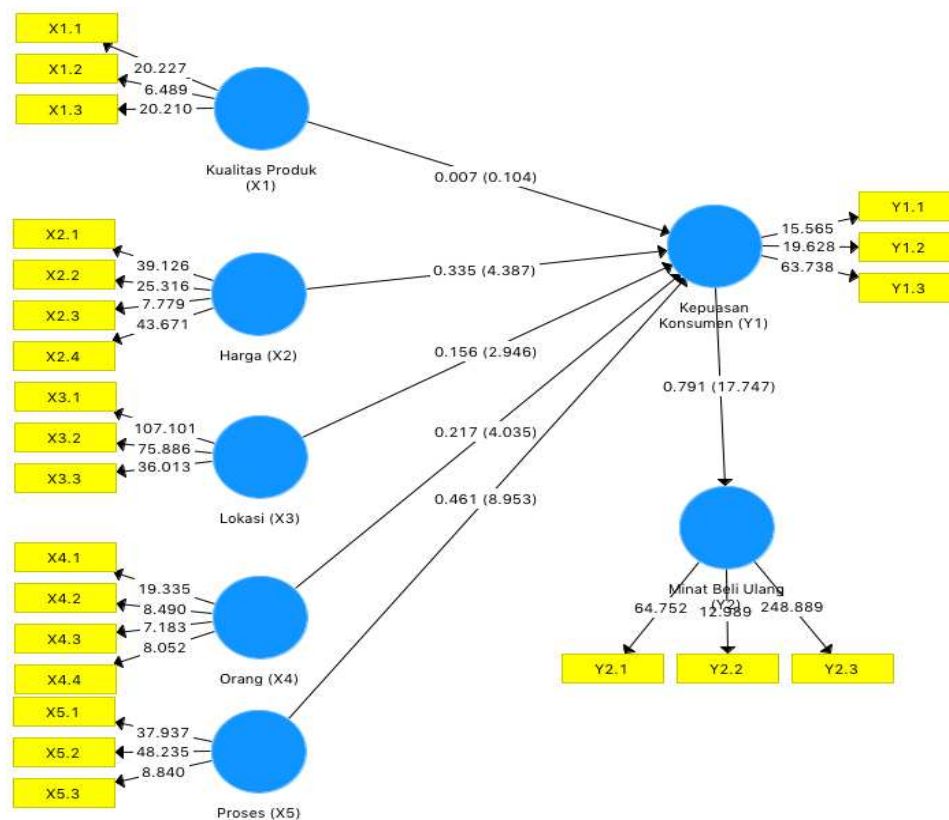 X1.1
X1.2
X1.3
20.227
6.489
20.210
Kualitas Produk
(X1)
0.007 (0.104)
X2.1
X2.2
X2.3
X2.4
39.126
25.316
7.779
43.671
Harga (X2)
0.335 (4.387)
X3.1
X3.2
X3.3
107.101
75.886
36.013
Lokasi (X3)
0.156 (2.946)
X4.1
X4.2
X4.3
X4.4
19.335
8.490
7.183
8.052
Orang (X4)
0.217 (4.035)
X5.1
X5.2
X5.3
37.937
48.235
8.840
Proses (X5)
0.461 (8.953)
Kepuasan
Konsumen (Y1)
15.565
19.628
63.738
Y1.1
Y1.2
Y1.3
0.791 (17.747)
Minat Beli Ulang
(Y2)
64.752
12.989
248.889
Y2.1
Y2.2
Y2.3